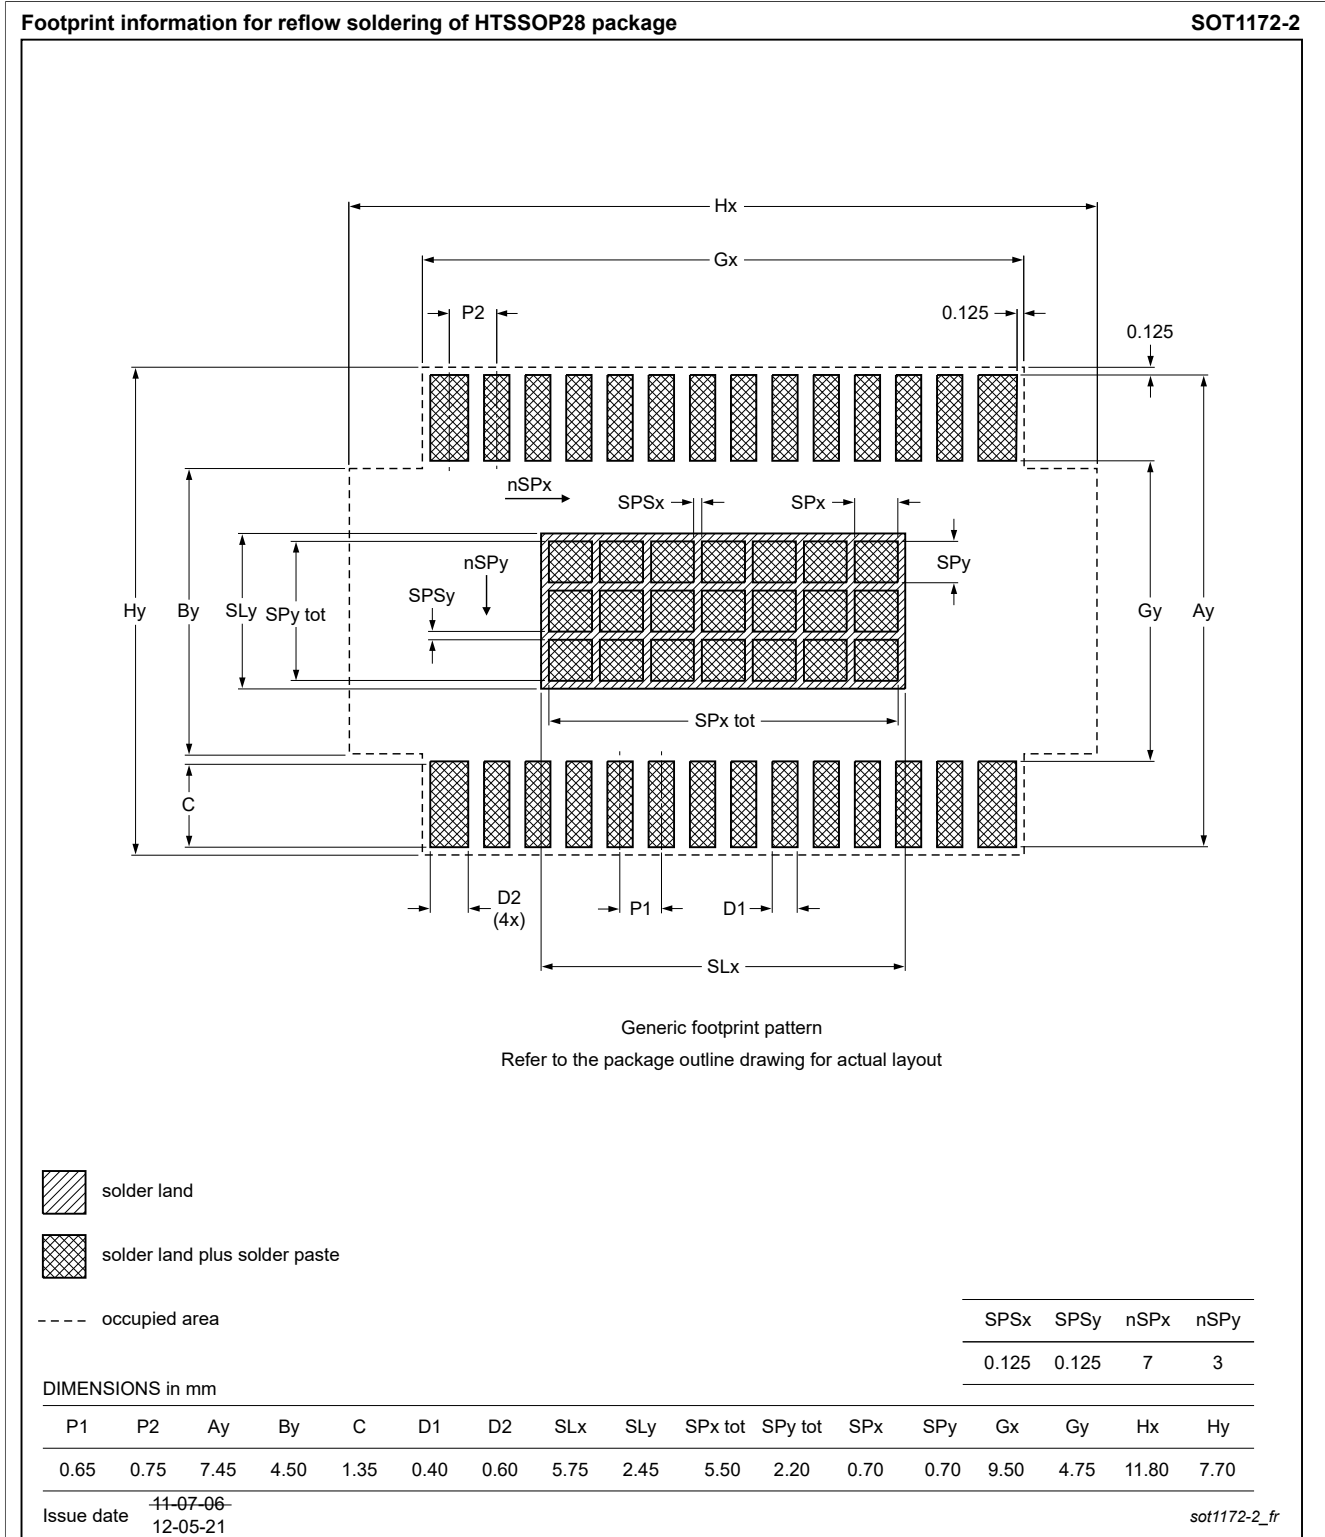 Footprint information for reflow soldering of HTSSOP28 package SOT1172-2
Hx
Gx
P2 0.125
0.125
nSPx
SPSx SPx
nSPy SPy
SPSy
Hy By SLy SPy tot Gy Ay
SPx tot
C
D2 (4x) P1 D1
SLx
Generic footprint pattern
Refer to the package outline drawing for actual layout
solder land
solder land plus solder paste
occupied area
SPSx SPSy nSPx nSPy
0.125 0.125 7 3
DIMENSIONS in mm
P1 P2 Ay By C D1 D2 SLx SLy SPx tot SPy tot SPx SPy Gx Gy Hx Hy
0.65 0.75 7.45 4.50 1.35 0.40 0.60 5.75 2.45 5.50 2.20 0.70 0.70 9.50 4.75 11.80 7.70
Issue date 11-07-06
12-05-21 sot1172-2_fr